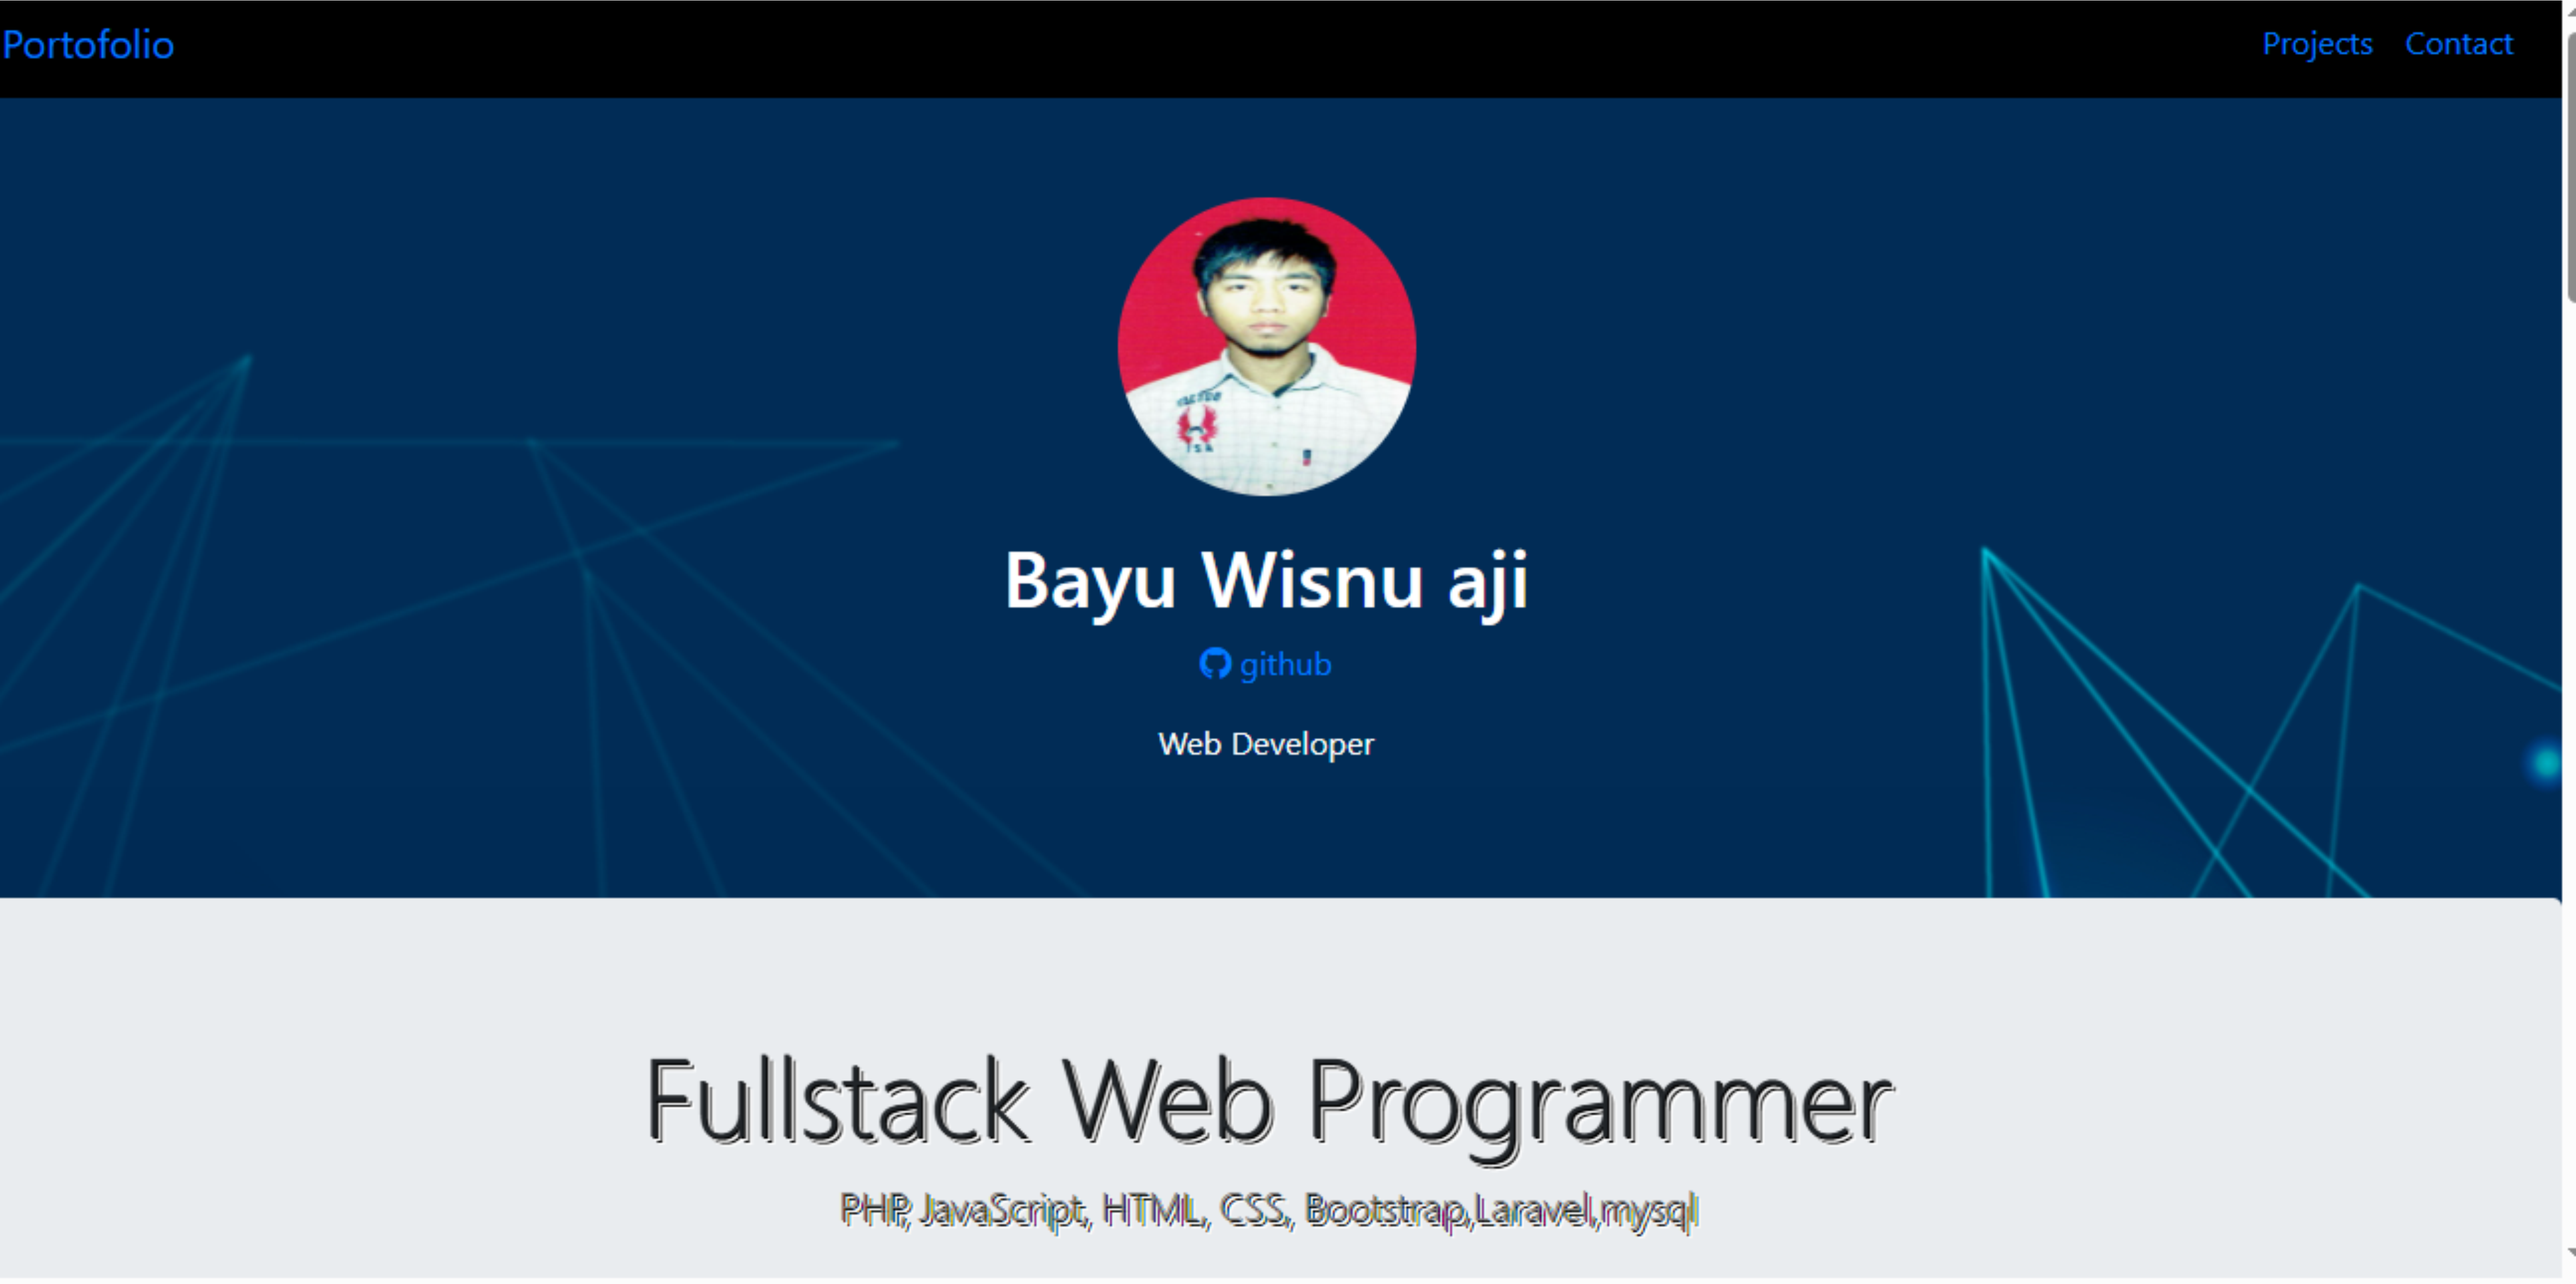 Portofolio
Projects Contact
Bayu Wisnu aji
github
Web Developer
Fullstack Web Programmer
PHP, JavaScript, HTML, CSS, Bootstrap,Laravel,mysql